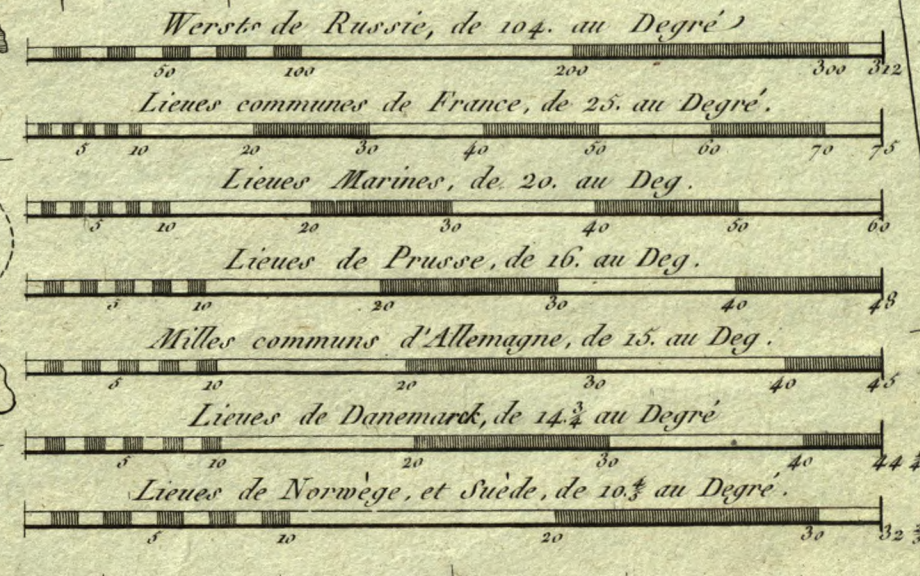 Wersts de Russie, de 104. au Degré
50 100 200 300 312
Lieues communes de France, de 25. au Degré.
5 10 20 30 40 50 60 70 75
Lieues Marines, de 20. au Deg.
5 10 20 30 40 50 60
Lieues de Prusse, de 16. au Deg.
5 10 20 30 40 48
Milles communs d'Allemagne, de 15. au Deg.
5 10 20 30 40 45
Lieues de Danemarck, de 14.¾ au Degré
5 10 20 30 40 44
Lieues de Norwège, et Suède, de 10. au Degré.
5 10 20 30 32